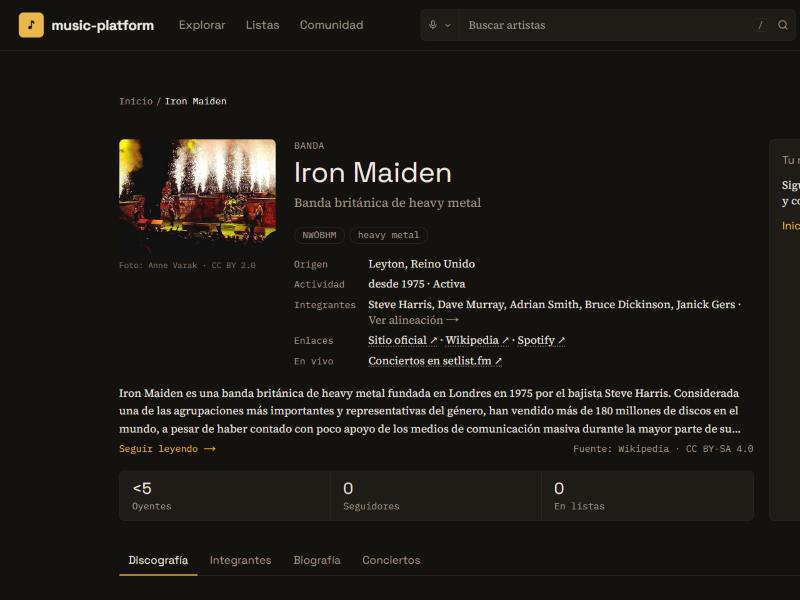 music-platform
Explorar
Listas
Comunidad
Buscar artistas
/
Inicio / Iron Maiden
BANDA
Iron Maiden
Banda británica de heavy metal
NWOBHM
heavy metal
Foto: Anne Varak · CC BY 2.0
Origen Leyton, Reino Unido
Actividad desde 1975 · Activa
Integrantes Steve Harris, Dave Murray, Adrian Smith, Bruce Dickinson, Janick Gers ·
Ver alineación →
Enlaces Sitio oficial ↗ · Wikipedia ↗ · Spotify ↗
En vivo Conciertos en setlist.fm ↗
Iron Maiden es una banda británica de heavy metal fundada en Londres en 1975 por el bajista Steve Harris. Considerada
una de las agrupaciones más importantes y representativas del género, han vendido más de 180 millones de discos en el
mundo, a pesar de haber contado con poco apoyo de los medios de comunicación masiva durante la mayor parte de su...
Seguir leyendo →
Fuente: Wikipedia · CC BY-SA 4.0
<5
Oyentes
0
Seguidores
0
En listas
Discografía
Integrantes
Biografía
Conciertos